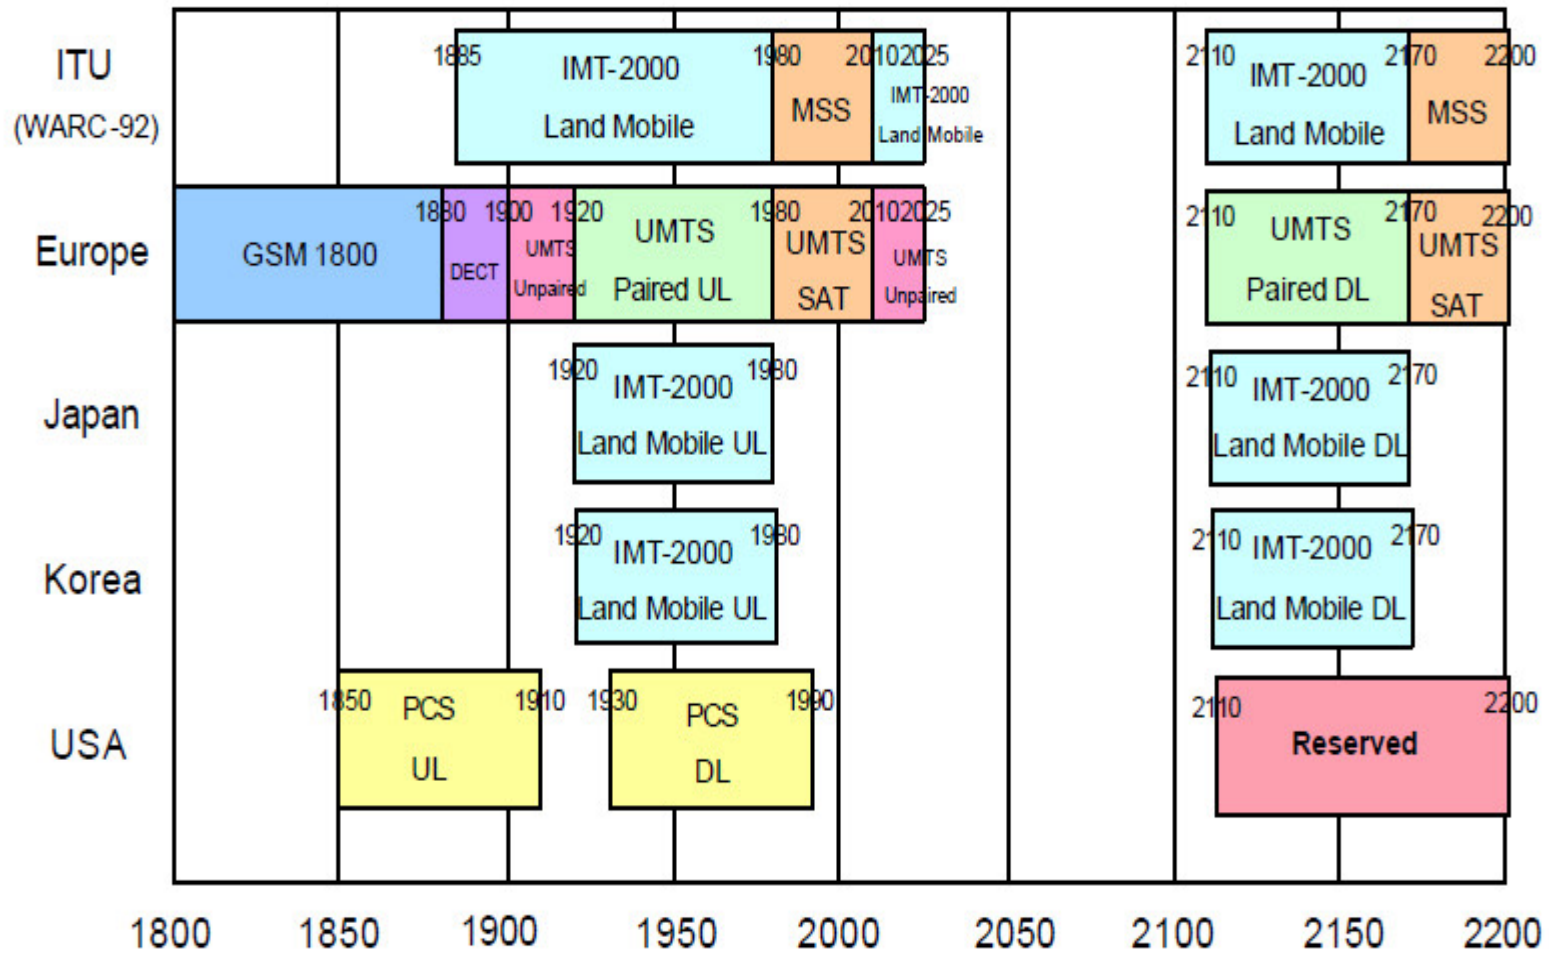 ITU
(WARC-92)
1885
IMT-2000
Land Mobile
1980
MSS
2010
2025
IMT-2000
Land Mobile
2110
IMT-2000
Land Mobile
2170
MSS
2200
Europe
GSM 1800
1880
DECT
1900
UMTS
Unpaired
1920
UMTS
Paired UL
1980
UMTS
SAT
2010
2025
UMTS
Unpaired
2110
UMTS
Paired DL
2170
UMTS
SAT
2200
Japan
1920
IMT-2000
Land Mobile UL
1980
2110
IMT-2000
Land Mobile DL
2170
Korea
1920
IMT-2000
Land Mobile UL
1980
2110
IMT-2000
Land Mobile DL
2170
USA
1850
PCS
UL
1910
1930
PCS
DL
1990
2110
Reserved
2200
1800 1850 1900 1950 2000 2050 2100 2150 2200